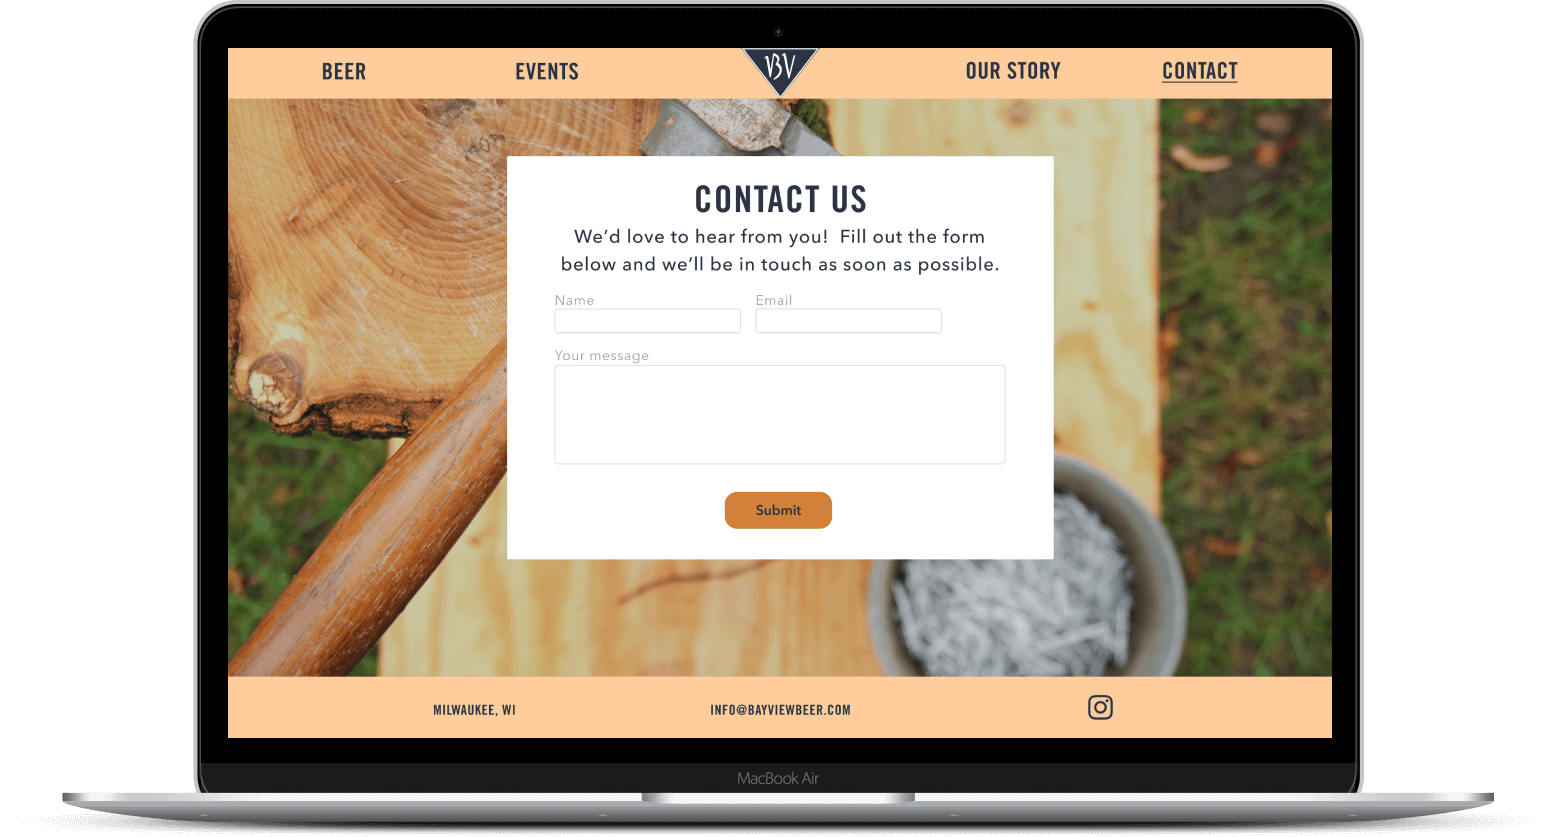 BEER
EVENTS
BV
OUR STORY
CONTACT
CONTACT US
We’d love to hear from you!  Fill out the form
below and we’ll be in touch as soon as possible.
Name
Email
Your message
Submit
MILWAUKEE, WI
INFO@BAYVIEWBEER.COM
MacBook Air